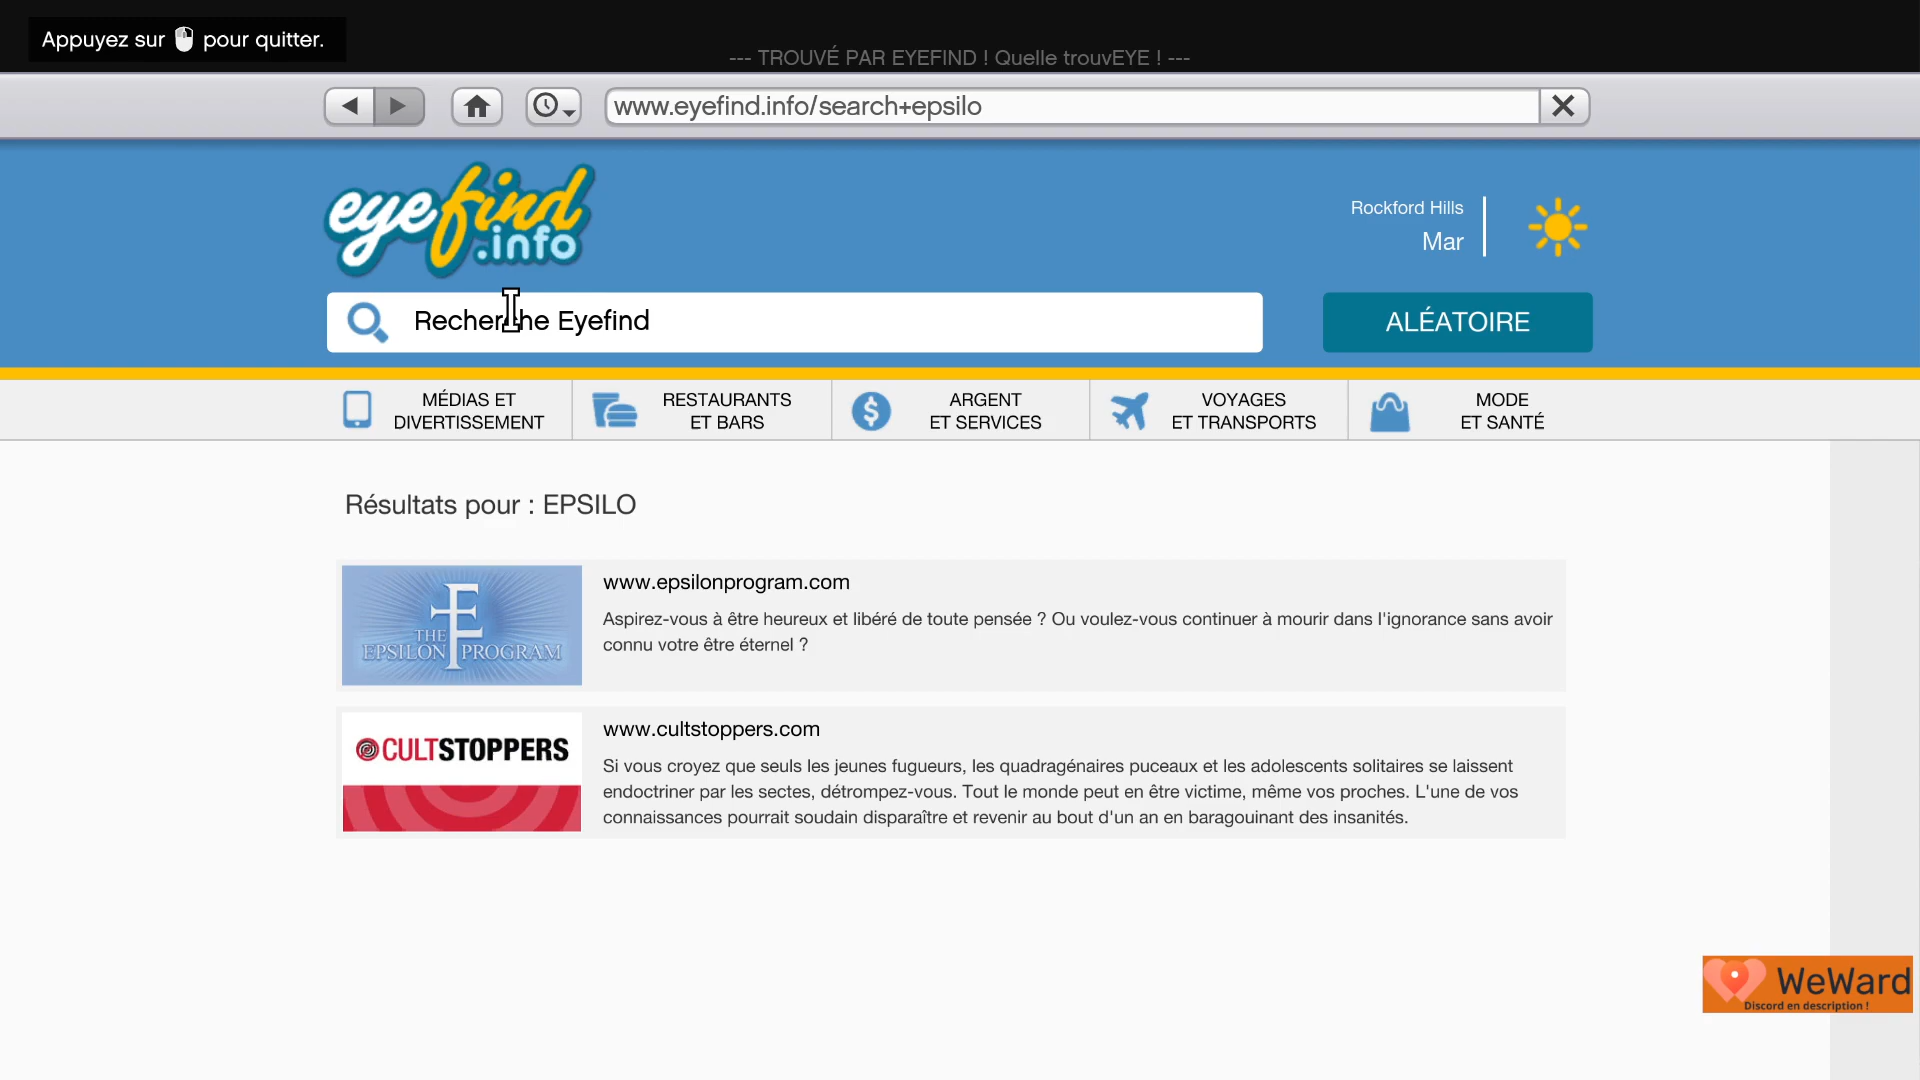 Appuyez sur pour quitter.
--- TROUVÉ PAR EYEFIND ! Quelle trouvEYE ! ---
www.eyefind.info/search+epsilo
eyefind
.info
Rockford Hills
Mar
Recherche Eyefind
ALÉATOIRE
MÉDIAS ET
DIVERTISSEMENT
RESTAURANTS
ET BARS
ARGENT
ET SERVICES
VOYAGES
ET TRANSPORTS
MODE
ET SANTÉ
Résultats pour : EPSILO
THE
EPSILON PROGRAM
www.epsilonprogram.com
Aspirez-vous à être heureux et libéré de toute pensée ? Ou voulez-vous continuer à mourir dans l'ignorance sans avoir
connu votre être éternel ?
CULTSTOPPERS
www.cultstoppers.com
Si vous croyez que seuls les jeunes fugueurs, les quadragénaires puceaux et les adolescents solitaires se laissent
endoctriner par les sectes, détrompez-vous. Tout le monde peut en être victime, même vos proches. L'une de vos
connaissances pourrait soudain disparaître et revenir au bout d'un an en baragouinant des insanités.
WeWard
Discord en description !